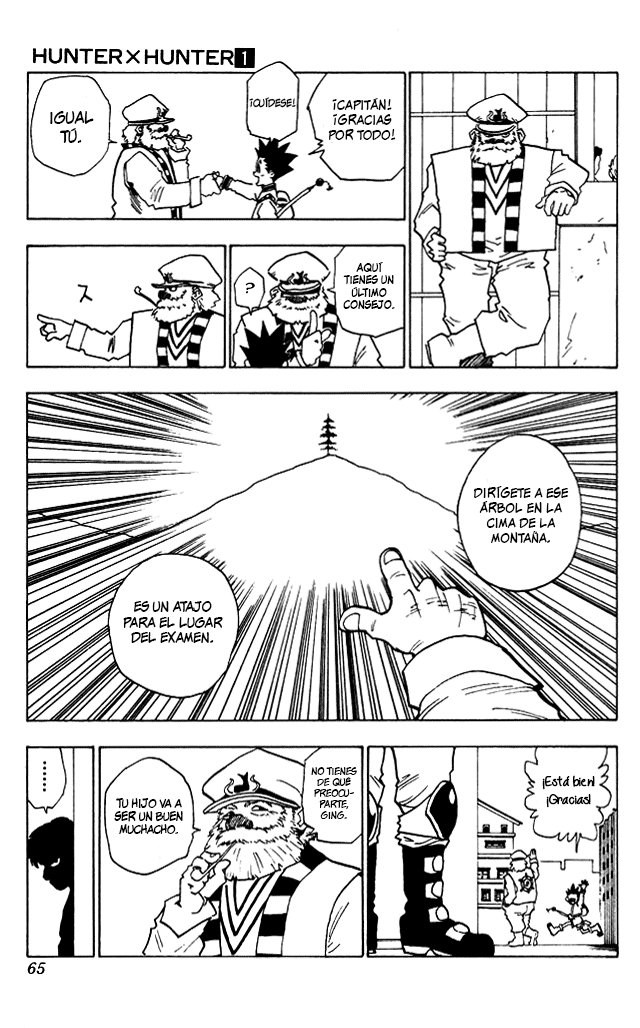 HUNTER×HUNTER 1
¡CAPITÁN!
¡GRACIAS
POR TODO!
¡CUÍDESE!
IGUAL
TÚ.
AQUÍ
TIENES UN
ÚLTIMO
CONSEJO.
?
ス
DIRÍGETE A ESE
ÁRBOL EN LA
CIMA DE LA
MONTAÑA.
ES UN ATAJO
PARA EL LUGAR
DEL EXAMEN.
¡Está bien!
¡Gracias!
NO TIENES
DE QUÉ
PREOCU-
PARTE,
GING.
TU HIJO VA A
SER UN BUEN
MUCHACHO.
......
65